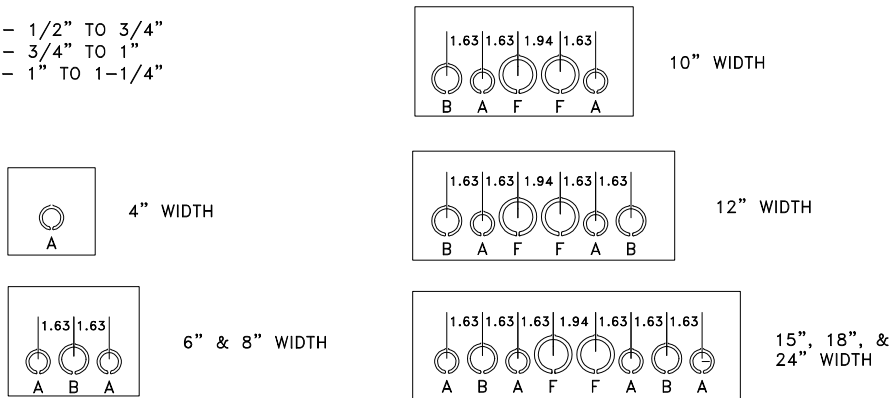 – 1/2” TO 3/4”
– 3/4” TO 1”
– 1” TO 1–1/4”
A
4” WIDTH
1.63 1.63
A B A
6” & 8” WIDTH
1.63 1.63 1.94 1.63
B A F F A
10” WIDTH
1.63 1.63 1.94 1.63 1.63
B A F F A B
12” WIDTH
1.63 1.63 1.63 1.94 1.63 1.63 1.63
A B A F F A B A
15”, 18”, &
24” WIDTH